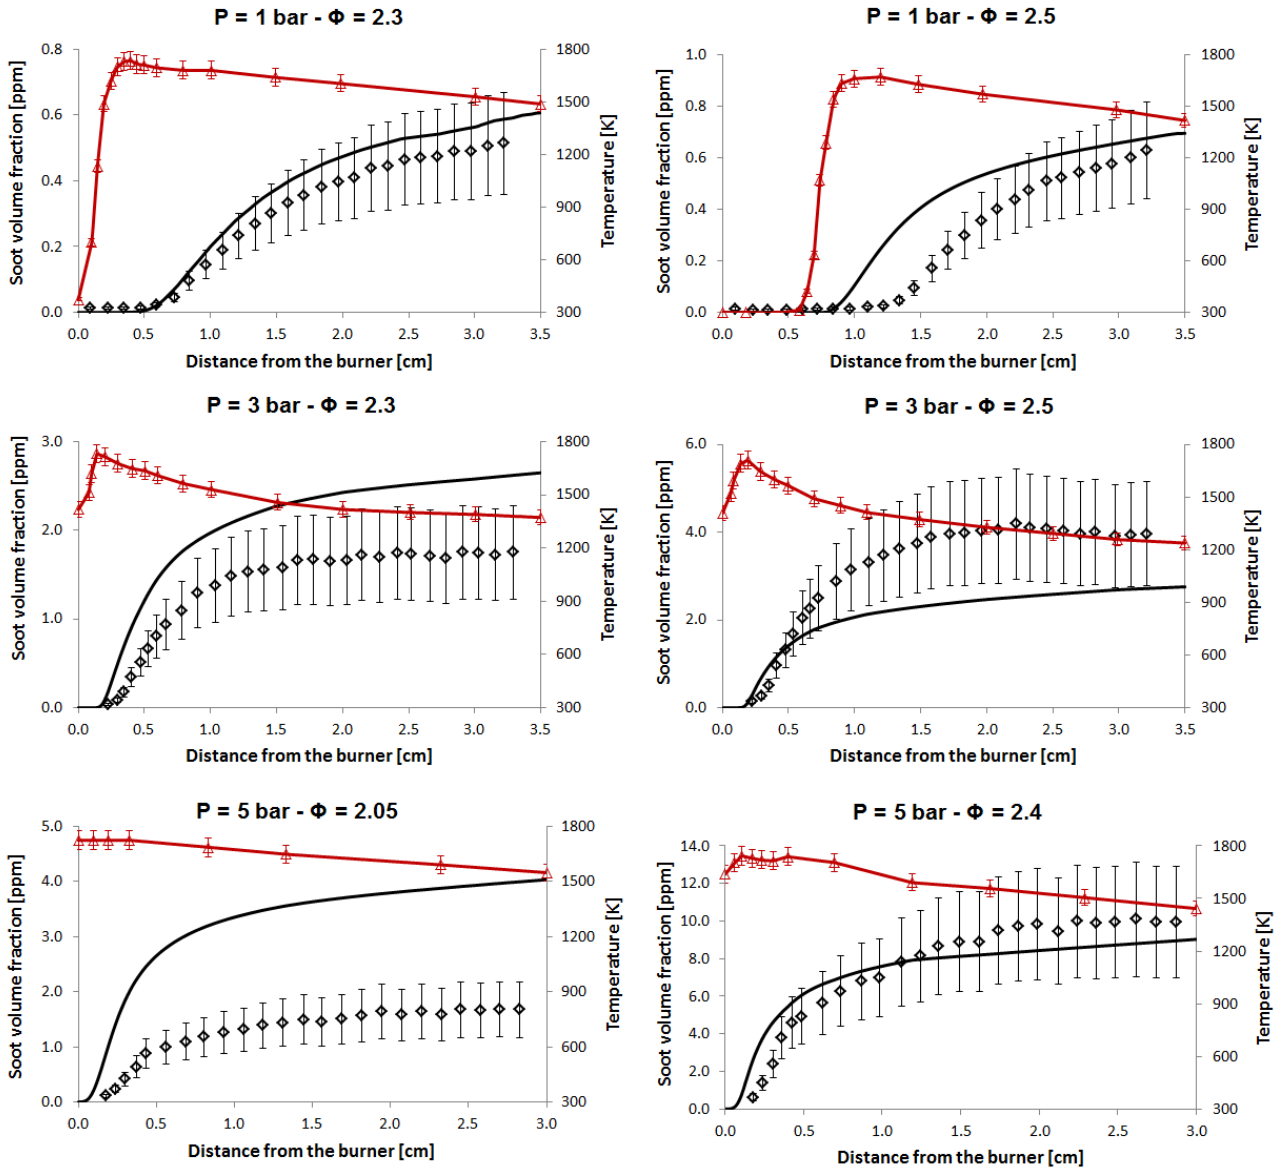 P = 1 bar - Φ = 2.3
Soot volume fraction [ppm]
0.8
0.6
0.4
0.2
0.0
1800
1500
1200
900
600
300
Temperature [K]
0.0 0.5 1.0 1.5 2.0 2.5 3.0 3.5
Distance from the burner [cm]
P = 1 bar - Φ = 2.5
Soot volume fraction [ppm]
1.0
0.8
0.6
0.4
0.2
0.0
1800
1500
1200
900
600
300
Temperature [K]
0.0 0.5 1.0 1.5 2.0 2.5 3.0 3.5
Distance from the burner [cm]
P = 3 bar - Φ = 2.3
Soot volume fraction [ppm]
3.0
2.0
1.0
0.0
1800
1500
1200
900
600
300
Temperature [K]
0.0 0.5 1.0 1.5 2.0 2.5 3.0 3.5
Distance from the burner [cm]
P = 3 bar - Φ = 2.5
Soot volume fraction [ppm]
6.0
4.0
2.0
0.0
1800
1500
1200
900
600
300
Temperature [K]
0.0 0.5 1.0 1.5 2.0 2.5 3.0 3.5
Distance from the burner [cm]
P = 5 bar - Φ = 2.05
Soot volume fraction [ppm]
5.0
4.0
3.0
2.0
1.0
0.0
1800
1500
1200
900
600
300
Temperature [K]
0.0 0.5 1.0 1.5 2.0 2.5 3.0
Distance from the burner [cm]
P = 5 bar - Φ = 2.4
Soot volume fraction [ppm]
14.0
12.0
10.0
8.0
6.0
4.0
2.0
0.0
1800
1500
1200
900
600
300
Temperature [K]
0.0 0.5 1.0 1.5 2.0 2.5 3.0
Distance from the burner [cm]